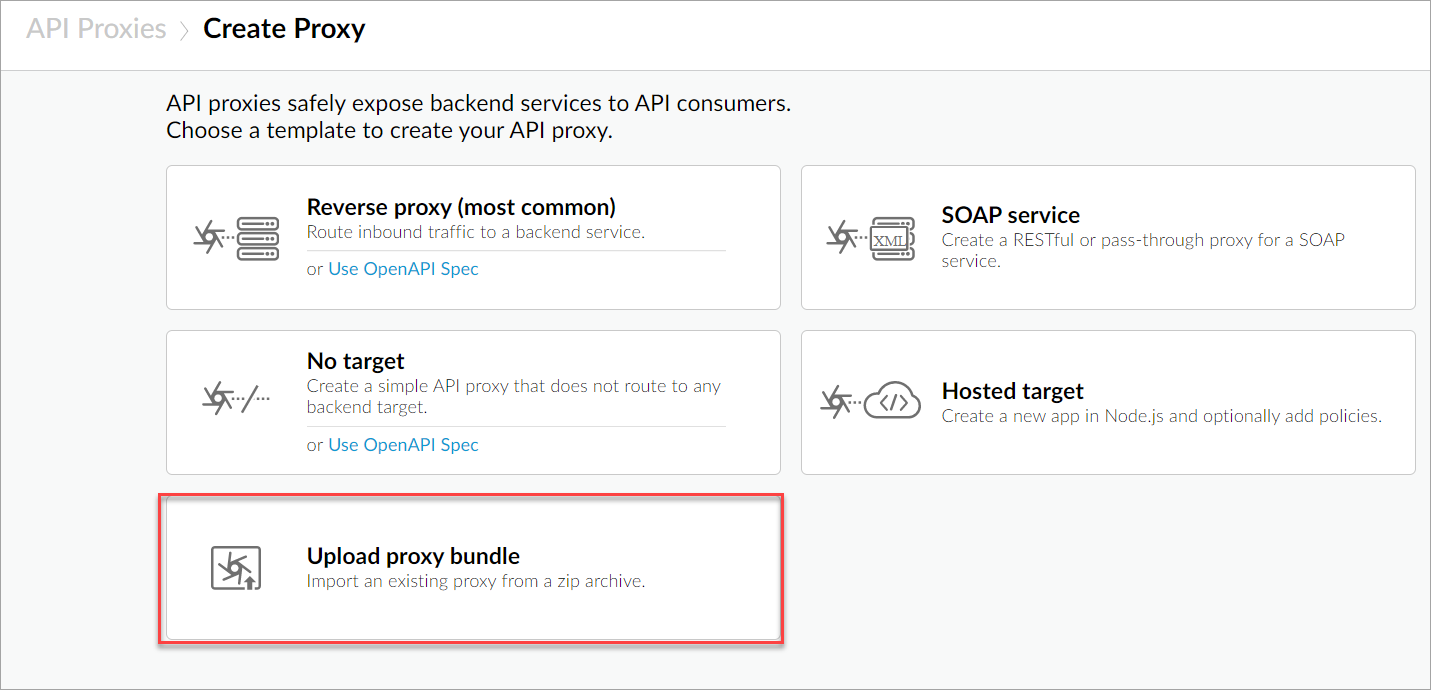 API Proxies > Create Proxy
API proxies safely expose backend services to API consumers.
Choose a template to create your API proxy.
Reverse proxy (most common)
Route inbound traffic to a backend service.
or Use OpenAPI Spec
SOAP service
Create a RESTful or pass-through proxy for a SOAP
service.
XML
No target
Create a simple API proxy that does not route to any
backend target.
or Use OpenAPI Spec
Hosted target
Create a new app in Node.js and optionally add policies.
</>
Upload proxy bundle
Import an existing proxy from a zip archive.